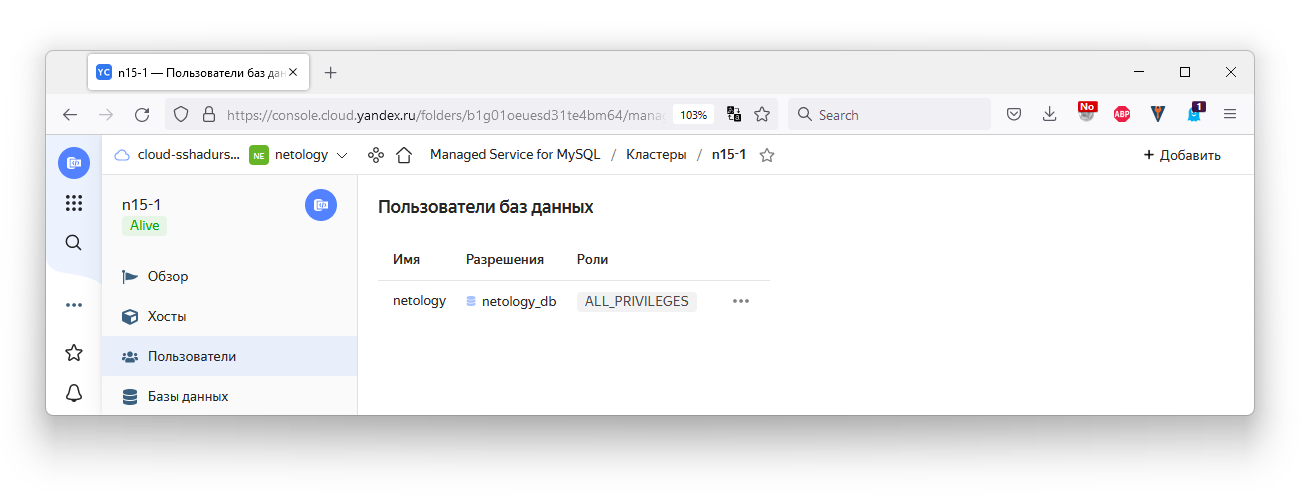 YC n15-1 — Пользователи баз дан
https://console.cloud.yandex.ru/folders/b1g01oeuesd31te4bm64/mana 103% Search No ABP 1
cloud-sshadurs... NE netology Managed Service for MySQL / Кластеры / n15-1 + Добавить
n15-1
Alive
Обзор
Хосты
Пользователи
Базы данных
Пользователи баз данных
Имя Разрешения Роли
netology netology_db ALL_PRIVILEGES